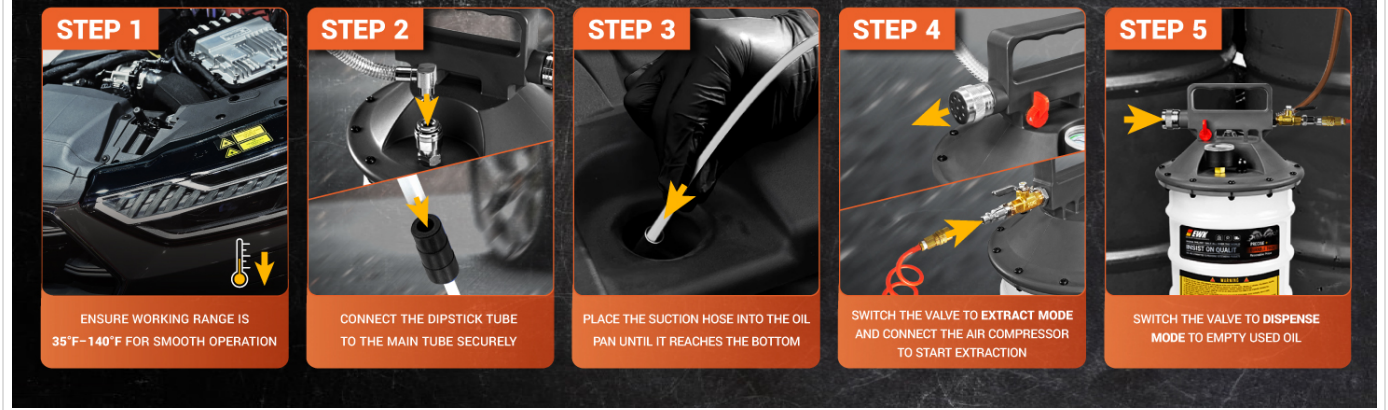 STEP 1
STEP 2
STEP 3
STEP 4
STEP 5
EWK
INSIST ON QUALIT
WARNING
ENSURE WORKING RANGE IS
35°F-140°F FOR SMOOTH OPERATION
CONNECT THE DIPSTICK TUBE
TO THE MAIN TUBE SECURELY
PLACE THE SUCTION HOSE INTO THE OIL
PAN UNTIL IT REACHES THE BOTTOM
SWITCH THE VALVE TO EXTRACT MODE
AND CONNECT THE AIR COMPRESSOR
TO START EXTRACTION
SWITCH THE VALVE TO DISPENSE
MODE TO EMPTY USED OIL